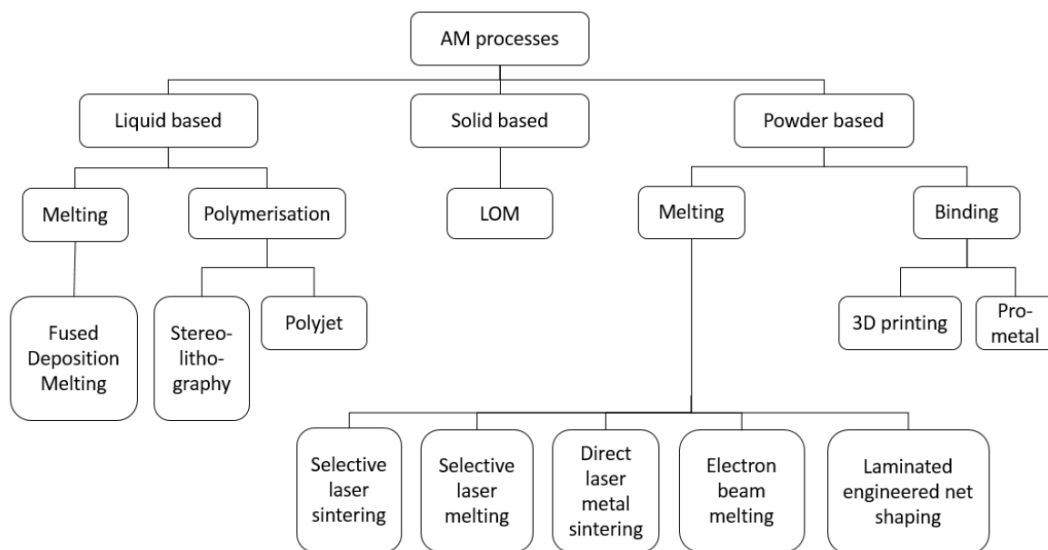 AM processes
Liquid based
Solid based
Powder based
Melting
Polymerisation
LOM
Melting
Binding
Fused
Deposition
Melting
Stereo-
litho-
graphy
Polyjet
3D printing
Pro-
metal
Selective
laser
sintering
Selective
laser
melting
Direct
laser
metal
sintering
Electron
beam
melting
Laminated
engineered net
shaping